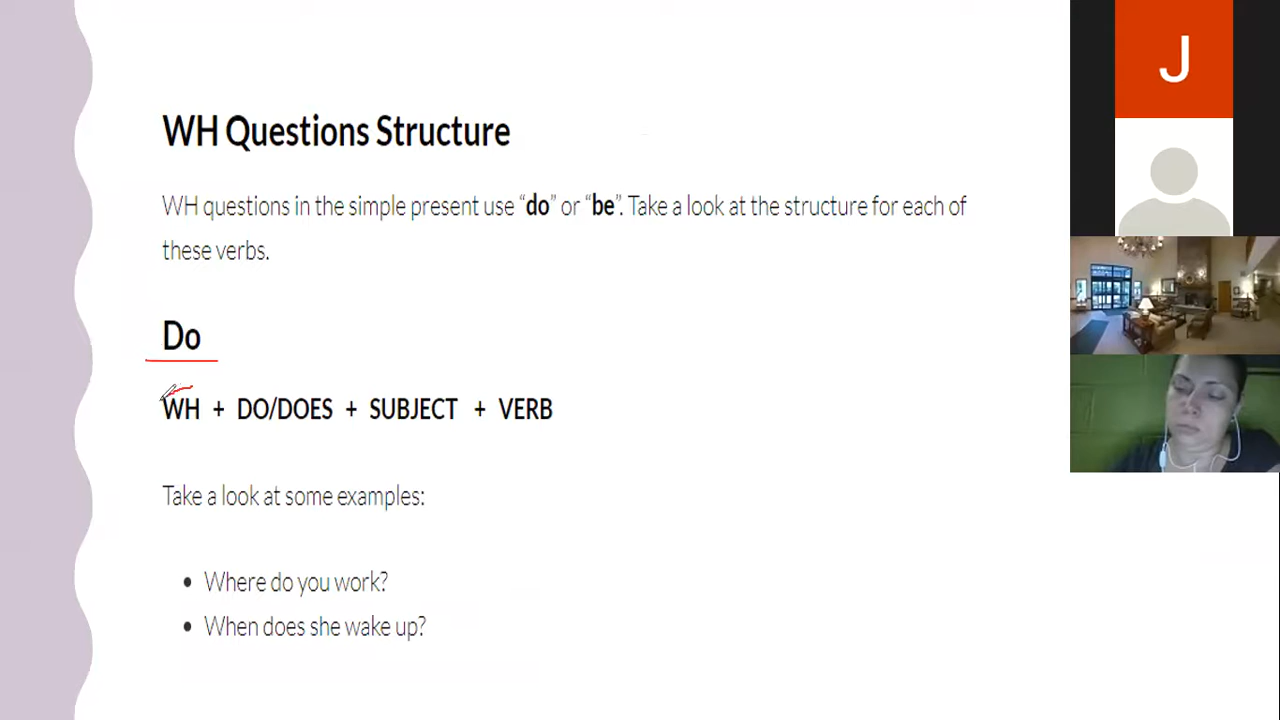 WH Questions Structure
WH questions in the simple present use “do” or “be”. Take a look at the structure for each of
these verbs.
Do
WH + DO/DOES + SUBJECT + VERB
Take a look at some examples:
• Where do you work?
• When does she wake up?
J